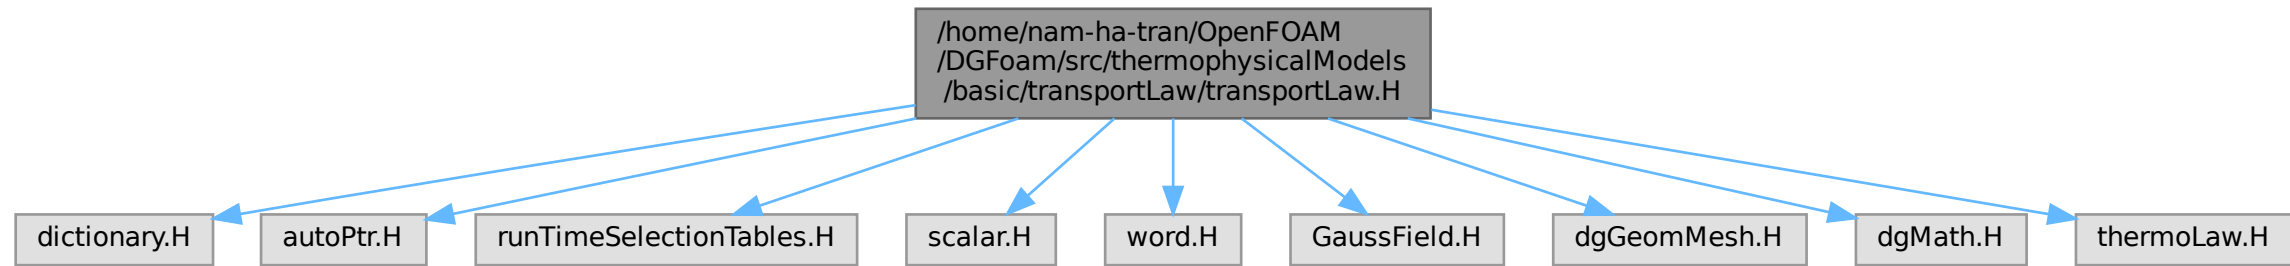 /home/nam-ha-tran/OpenFOAM
/DGFoam/src/thermophysicalModels
/basic/transportLaw/transportLaw.H
dictionary.H
autoPtr.H
runTimeSelectionTables.H
scalar.H
word.H
GaussField.H
dgGeomMesh.H
dgMath.H
thermoLaw.H